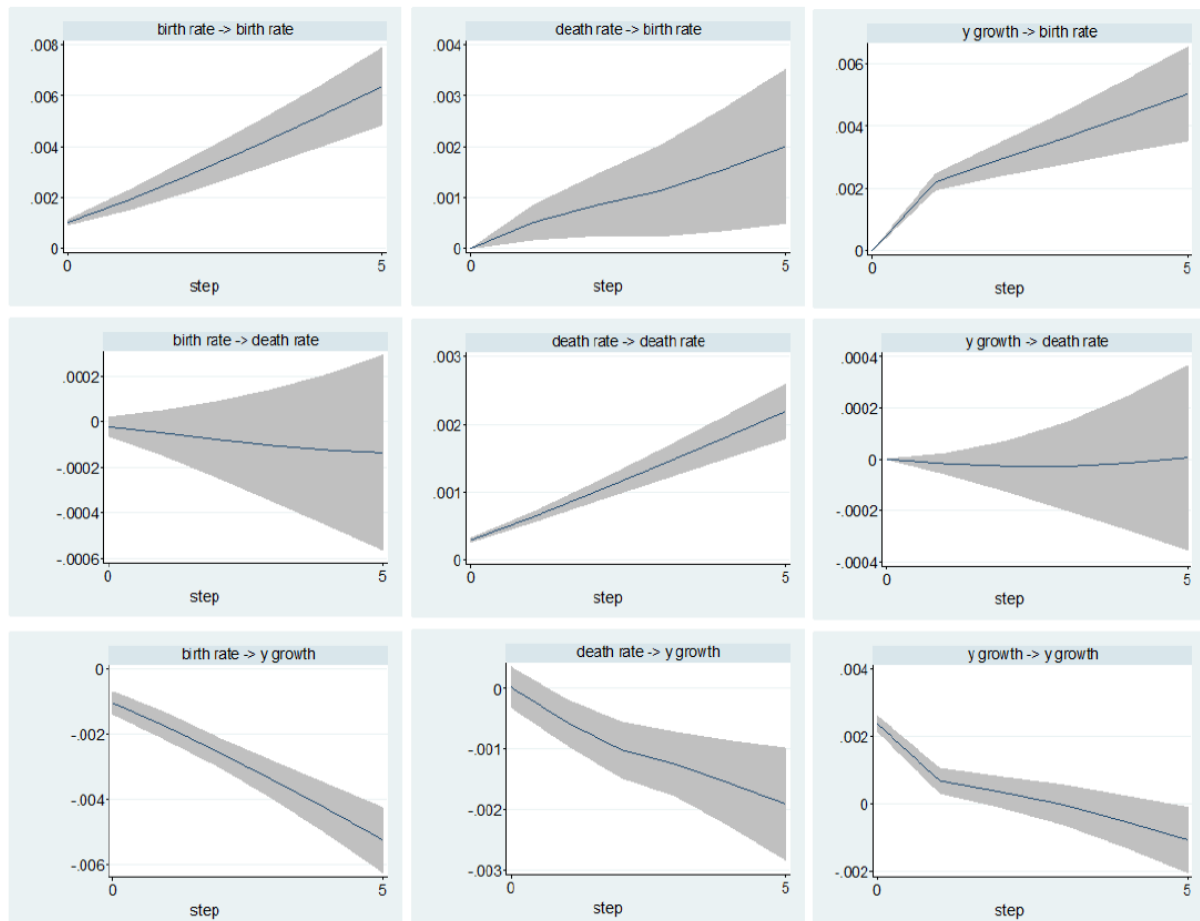 birth rate -> birth rate
.008
.006
.004
.002
0
0 5
step
death rate -> birth rate
.004
.003
.002
.001
0
0 5
step
y growth -> birth rate
.006
.004
.002
0
0 5
step
birth rate -> death rate
.0002
0
-.0002
-.0004
-.0006
0 5
step
death rate -> death rate
.003
.002
.001
0
0 5
step
y growth -> death rate
.0004
.0002
0
-.0002
-.0004
0 5
step
birth rate -> y growth
0
-.002
-.004
-.006
0 5
step
death rate -> y growth
0
-.001
-.002
-.003
0 5
step
y growth -> y growth
.004
.002
0
-.002
0 5
step